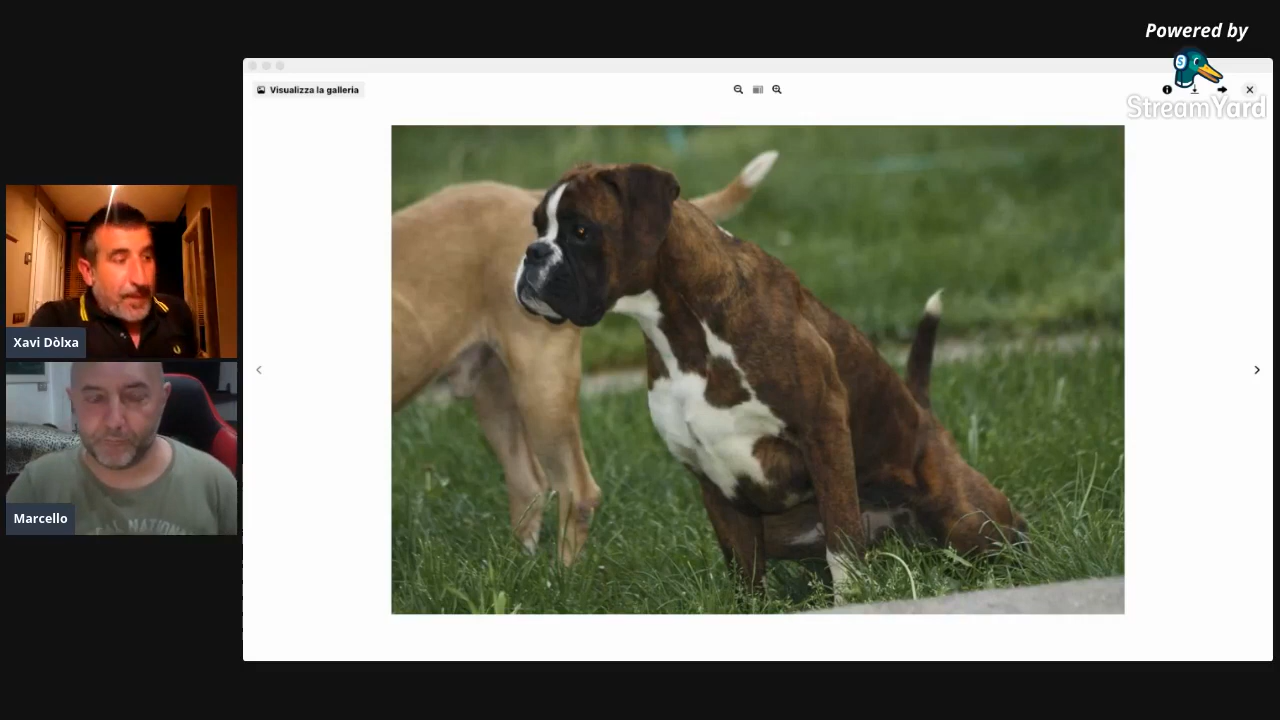 Powered by
StreamYard
Visualizza la galleria
Xavi Dòlxa
Marcello